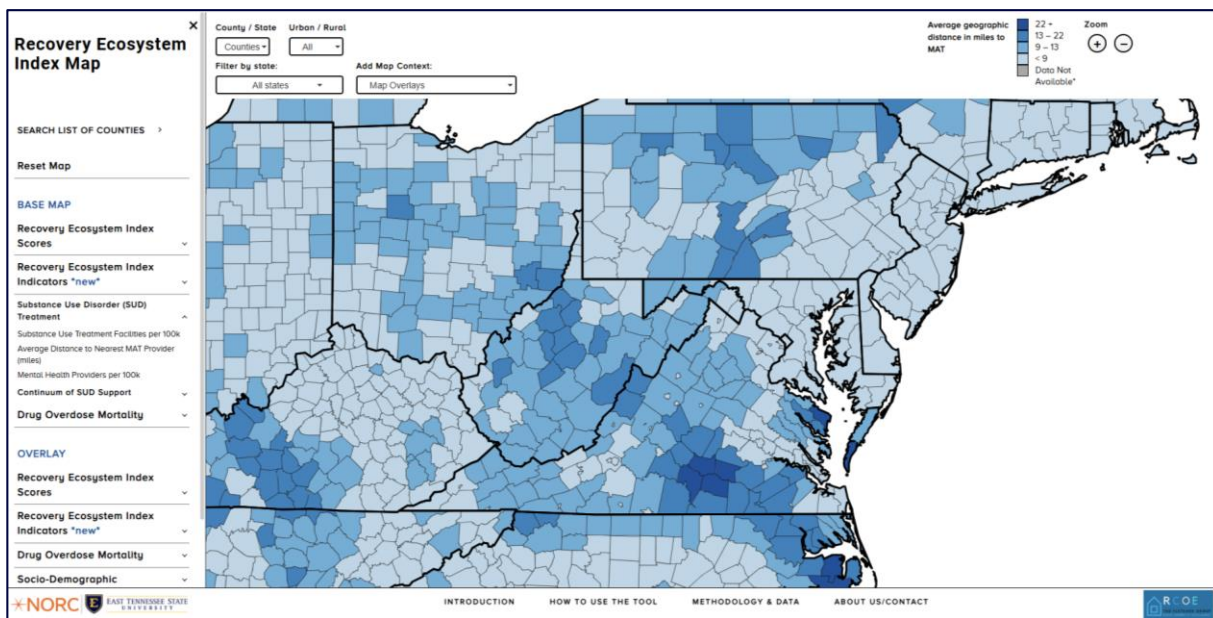 ×
Recovery Ecosystem
Index Map
SEARCH LIST OF COUNTIES >
Reset Map
BASE MAP
Recovery Ecosystem Index
Scores
Recovery Ecosystem Index
Indicators *new*
Substance Use Disorder (SUD)
Treatment
Substance Use Treatment Facilities per 100k
Average Distance to Nearest MAT Provider
(miles)
Mental Health Providers per 100k
Continuum of SUD Support
Drug Overdose Mortality
OVERLAY
Recovery Ecosystem Index
Scores
Recovery Ecosystem Index
Indicators *new*
Drug Overdose Mortality
Socio-Demographic
County / State
Urban / Rural
Counties
All
Filter by state:
Add Map Context:
All states
Map Overlays
Average geographic
distance in miles to
MAT
22 +
13 – 22
9 – 13
< 9
Data Not
Available*
Zoom
+
−
NORC
E
EAST TENNESSEE STATE
UNIVERSITY
INTRODUCTION
HOW TO USE THE TOOL
METHODOLOGY & DATA
ABOUT US/CONTACT
RCOE